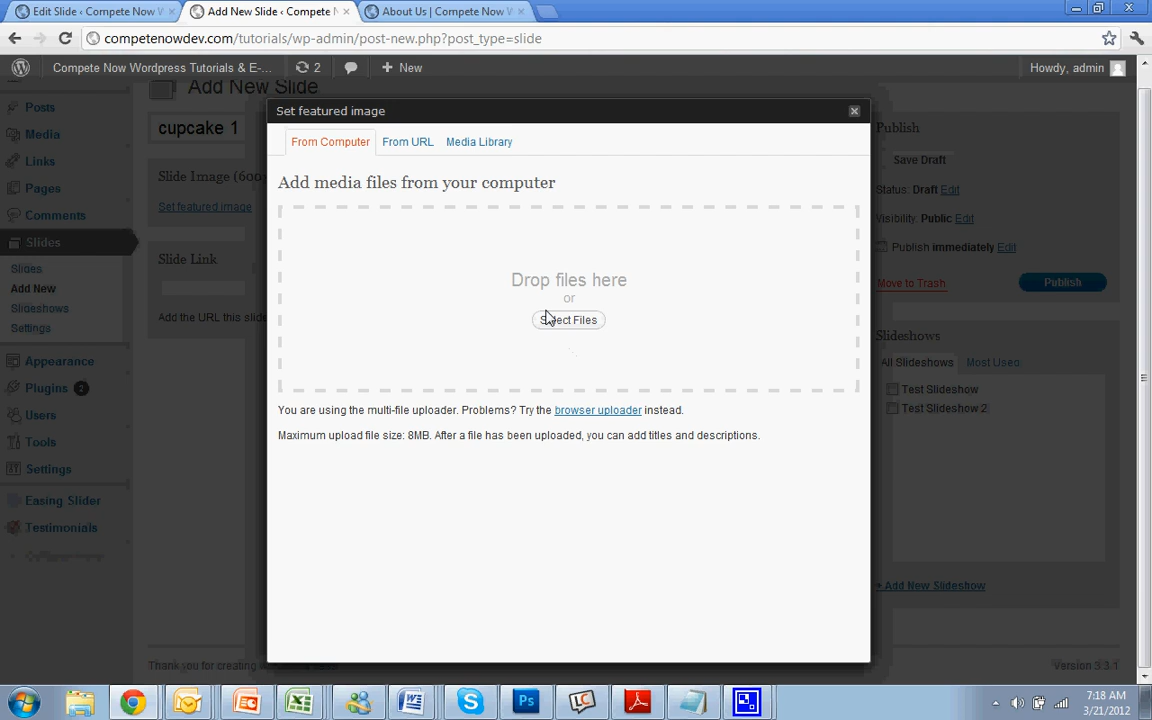 Edit Slide ‹ Compete Now W
Add New Slide ‹ Compete N
About Us | Compete Now W
competenowdev.com/tutorials/wp-admin/post-new.php?post_type=slide
Compete Now Wordpress Tutorials & E-...
2
New
Howdy, admin
Posts
Media
Links
Pages
Comments
Slides
Slides
Add New
Slideshows
Settings
Appearance
Plugins 2
Users
Tools
Settings
Easing Slider
Testimonials
Add New Slide
cupcake 1
Slide Image (600
Set featured image
Slide Link
Add the URL this slide
Set featured image
From Computer
From URL
Media Library
Add media files from your computer
Drop files here
or
Select Files
You are using the multi-file uploader. Problems? Try the browser uploader instead.
Maximum upload file size: 8MB. After a file has been uploaded, you can add titles and descriptions.
Publish
Save Draft
Status: Draft Edit
Visibility: Public Edit
Publish immediately Edit
Move to Trash
Publish
Slideshows
All Slideshows
Most Used
Test Slideshow
Test Slideshow 2
+ Add New Slideshow
Thank you for creating
Version 3.3.1
W
S
Ps
LC
7:18 AM
3/21/2012